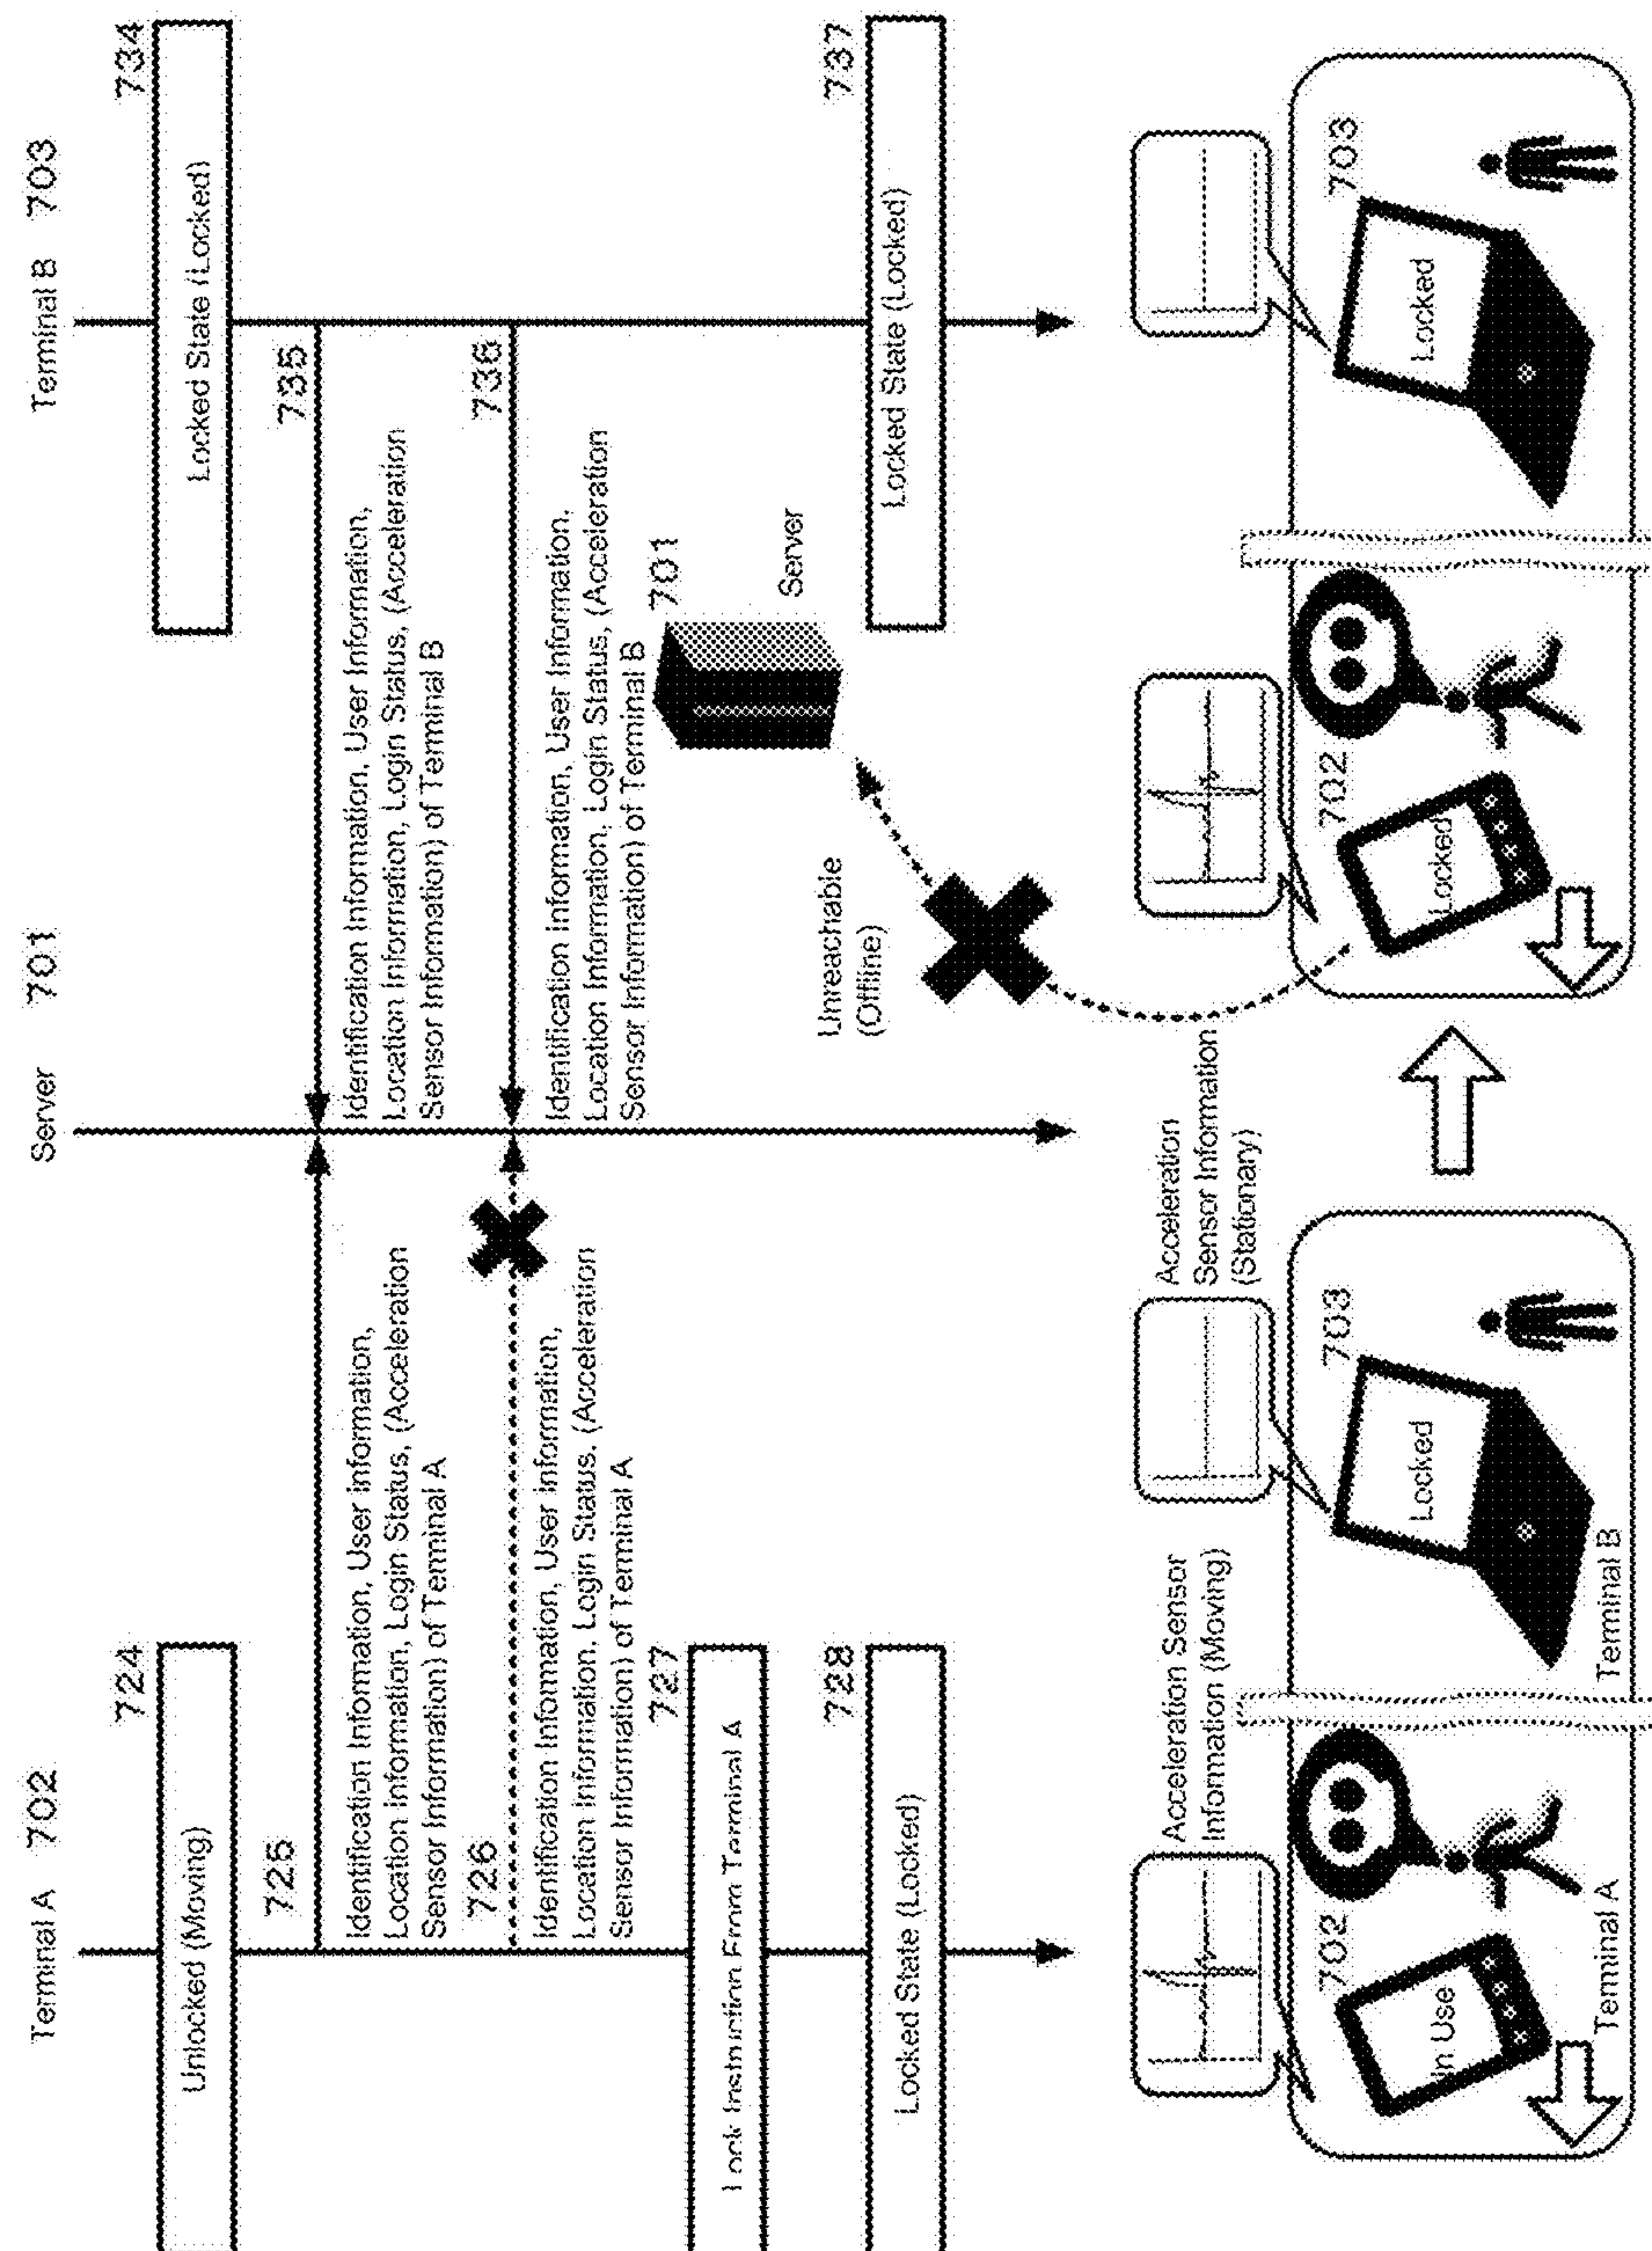 Terminal A 702
Server 701
Terminal B 703
724
Unlocked (Moving)
734
Locked State (Locked)
725
735
Identification Information, User Information,
Location Information, Login Status, (Acceleration
Sensor Information) of Terminal A
Identification Information, User Information,
Location Information, Login Status, (Acceleration
Sensor Information) of Terminal B
726
736
Identification Information, User Information,
Location Information, Login Status, (Acceleration
Sensor Information) of Terminal A
Identification Information, User Information,
Location Information, Login Status, (Acceleration
Sensor Information) of Terminal B
727
Lock Instruction From Terminal A
701
Server
Unreachable
(Offline)
728
Locked State (Locked)
737
Locked State (Locked)
Acceleration Sensor
Information (Moving)
Acceleration
Sensor Information
(Stationary)
702
In Use
Terminal A
703
Locked
Terminal B
702
Locked
703
Locked